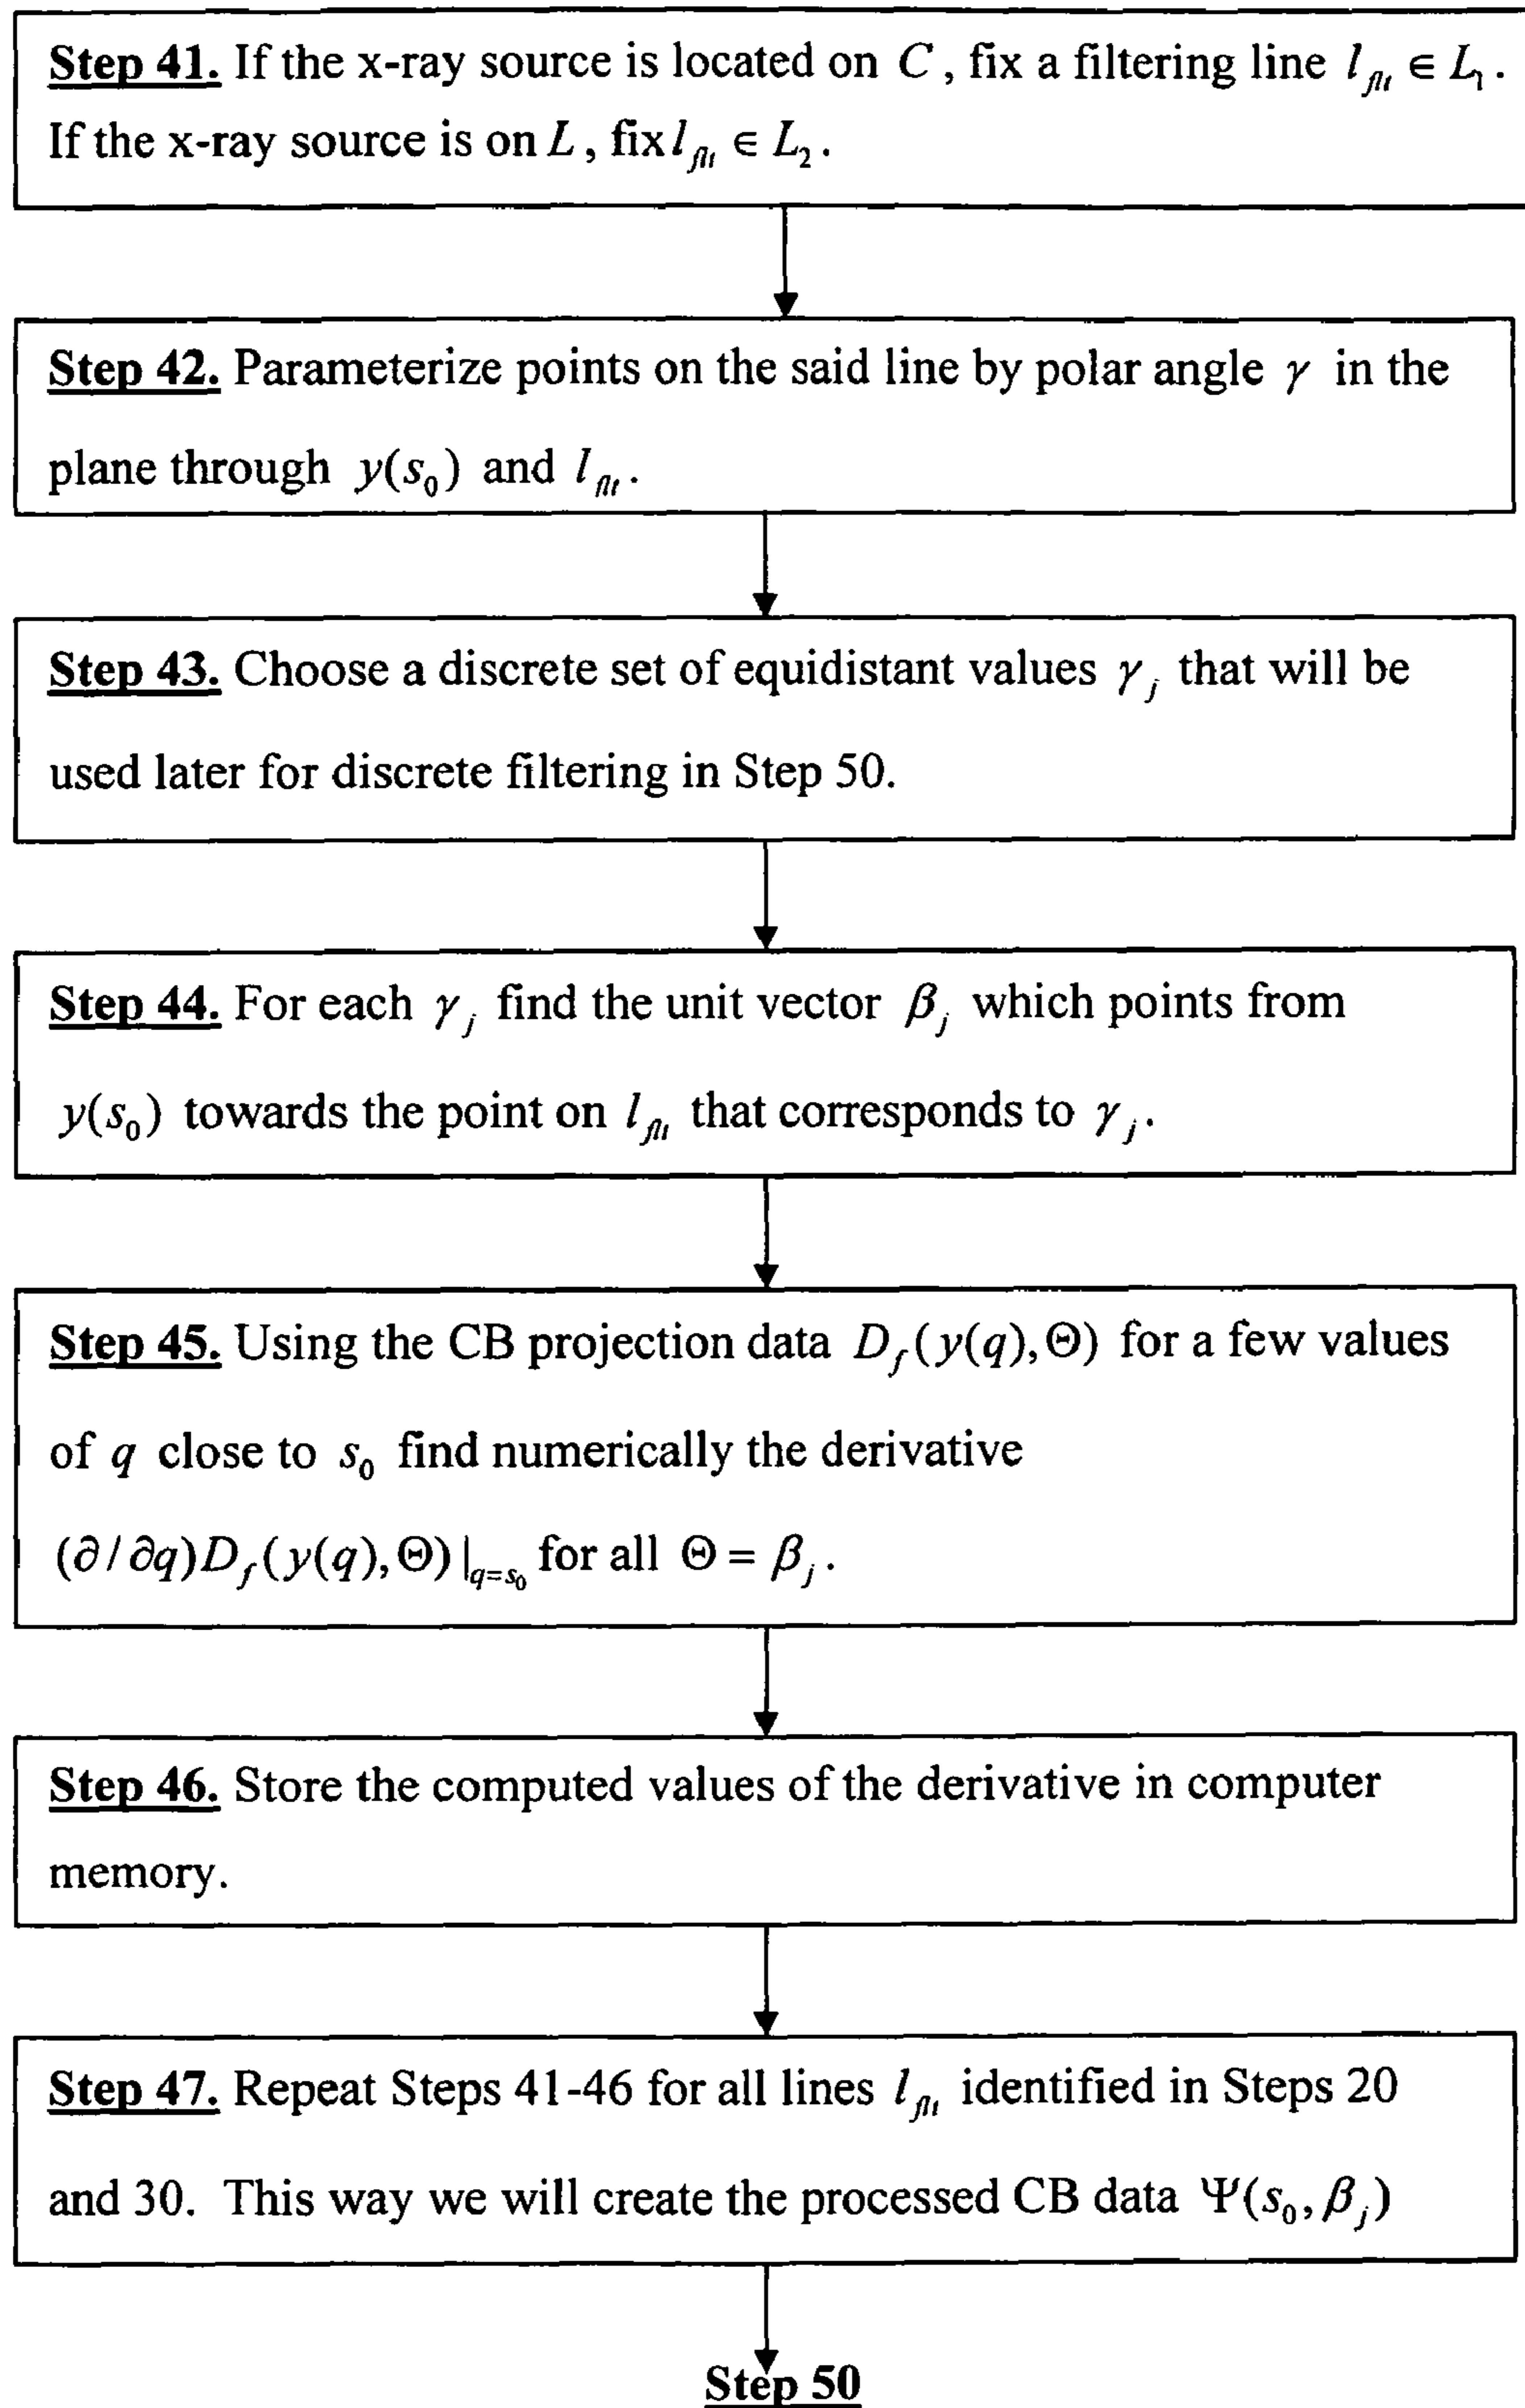 Step 41. If the x-ray source is located on C, fix a filtering line l_flt ∈ L₁.
If the x-ray source is on L, fix l_flt ∈ L₂.
Step 42. Parameterize points on the said line by polar angle γ in the
plane through y(s₀) and l_flt.
Step 43. Choose a discrete set of equidistant values γ_j that will be
used later for discrete filtering in Step 50.
Step 44. For each γ_j find the unit vector β_j which points from
y(s₀) towards the point on l_flt that corresponds to γ_j.
Step 45. Using the CB projection data D_f(y(q),Θ) for a few values
of q close to s₀ find numerically the derivative
(∂/∂q)D_f(y(q),Θ)|_{q=s₀} for all Θ = β_j.
Step 46. Store the computed values of the derivative in computer
memory.
Step 47. Repeat Steps 41-46 for all lines l_flt identified in Steps 20
and 30. This way we will create the processed CB data Ψ(s₀,β_j)
Step 50